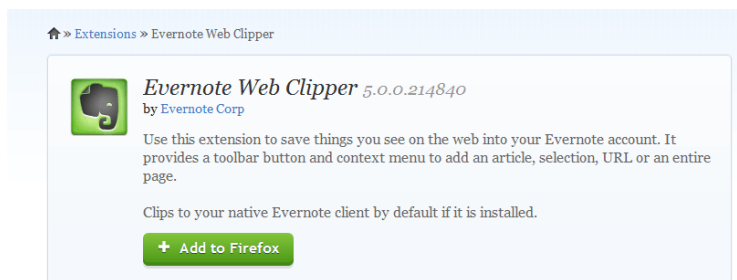 » Extensions » Evernote Web Clipper
Evernote Web Clipper 5.0.0.214840
by Evernote Corp
Use this extension to save things you see on the web into your Evernote account. It
provides a toolbar button and context menu to add an article, selection, URL or an entire
page.
Clips to your native Evernote client by default if it is installed.
+ Add to Firefox